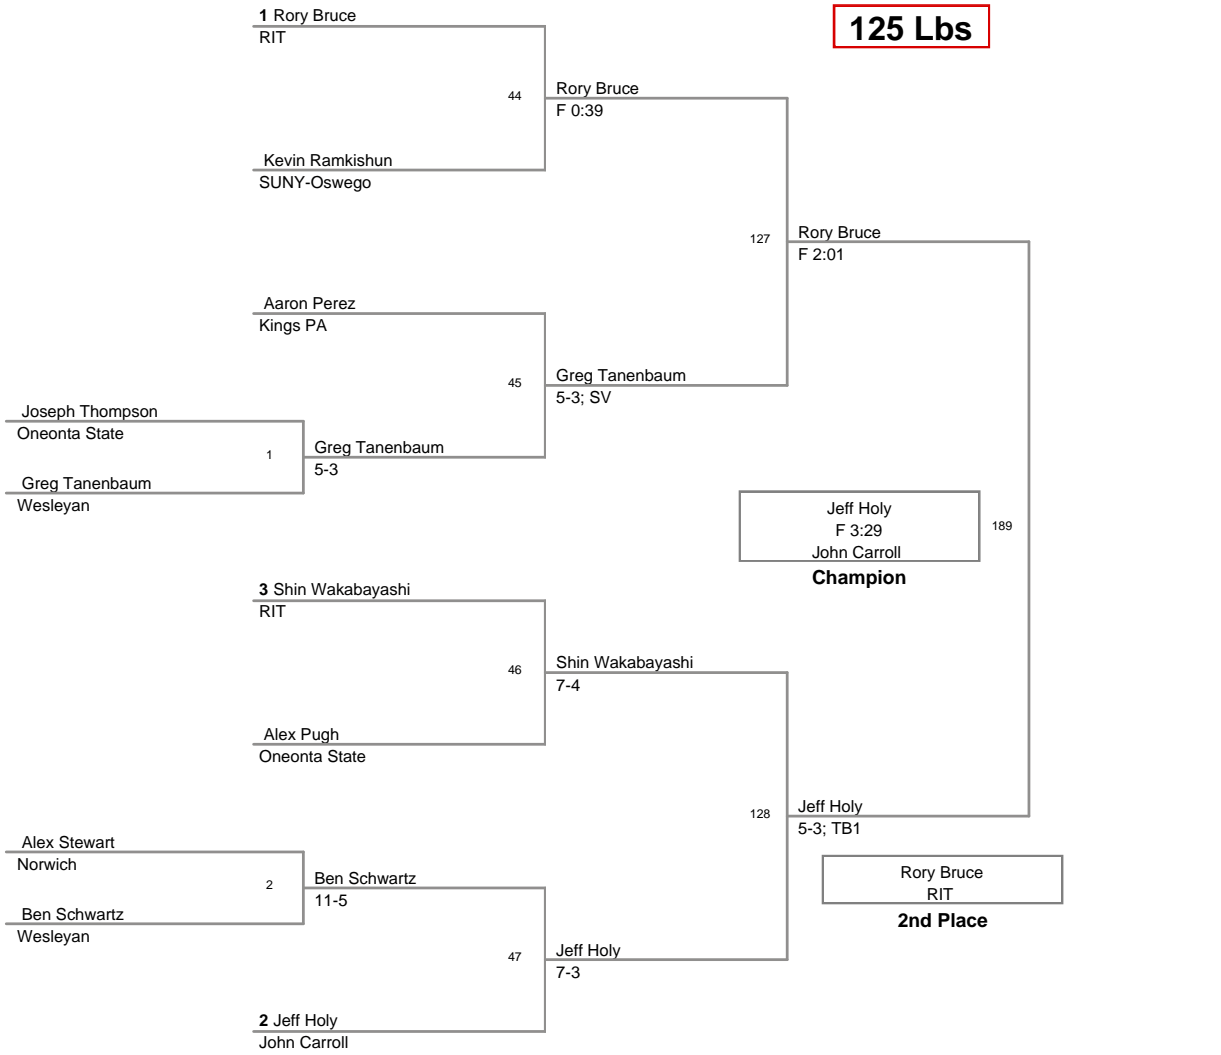 1 Rory Bruce
RIT
125 Lbs
44
Rory Bruce
F 0:39
Kevin Ramkishun
SUNY-Oswego
127
Rory Bruce
F 2:01
Aaron Perez
Kings PA
45
Greg Tanenbaum
5-3; SV
Joseph Thompson
Oneonta State
1
Greg Tanenbaum
5-3
Greg Tanenbaum
Wesleyan
Jeff Holy
F 3:29
John Carroll
Champion
189
3 Shin Wakabayashi
RIT
46
Shin Wakabayashi
7-4
Alex Pugh
Oneonta State
128
Jeff Holy
5-3; TB1
Alex Stewart
Norwich
2
Ben Schwartz
11-5
Ben Schwartz
Wesleyan
Rory Bruce
RIT
2nd Place
47
Jeff Holy
7-3
2 Jeff Holy
John Carroll